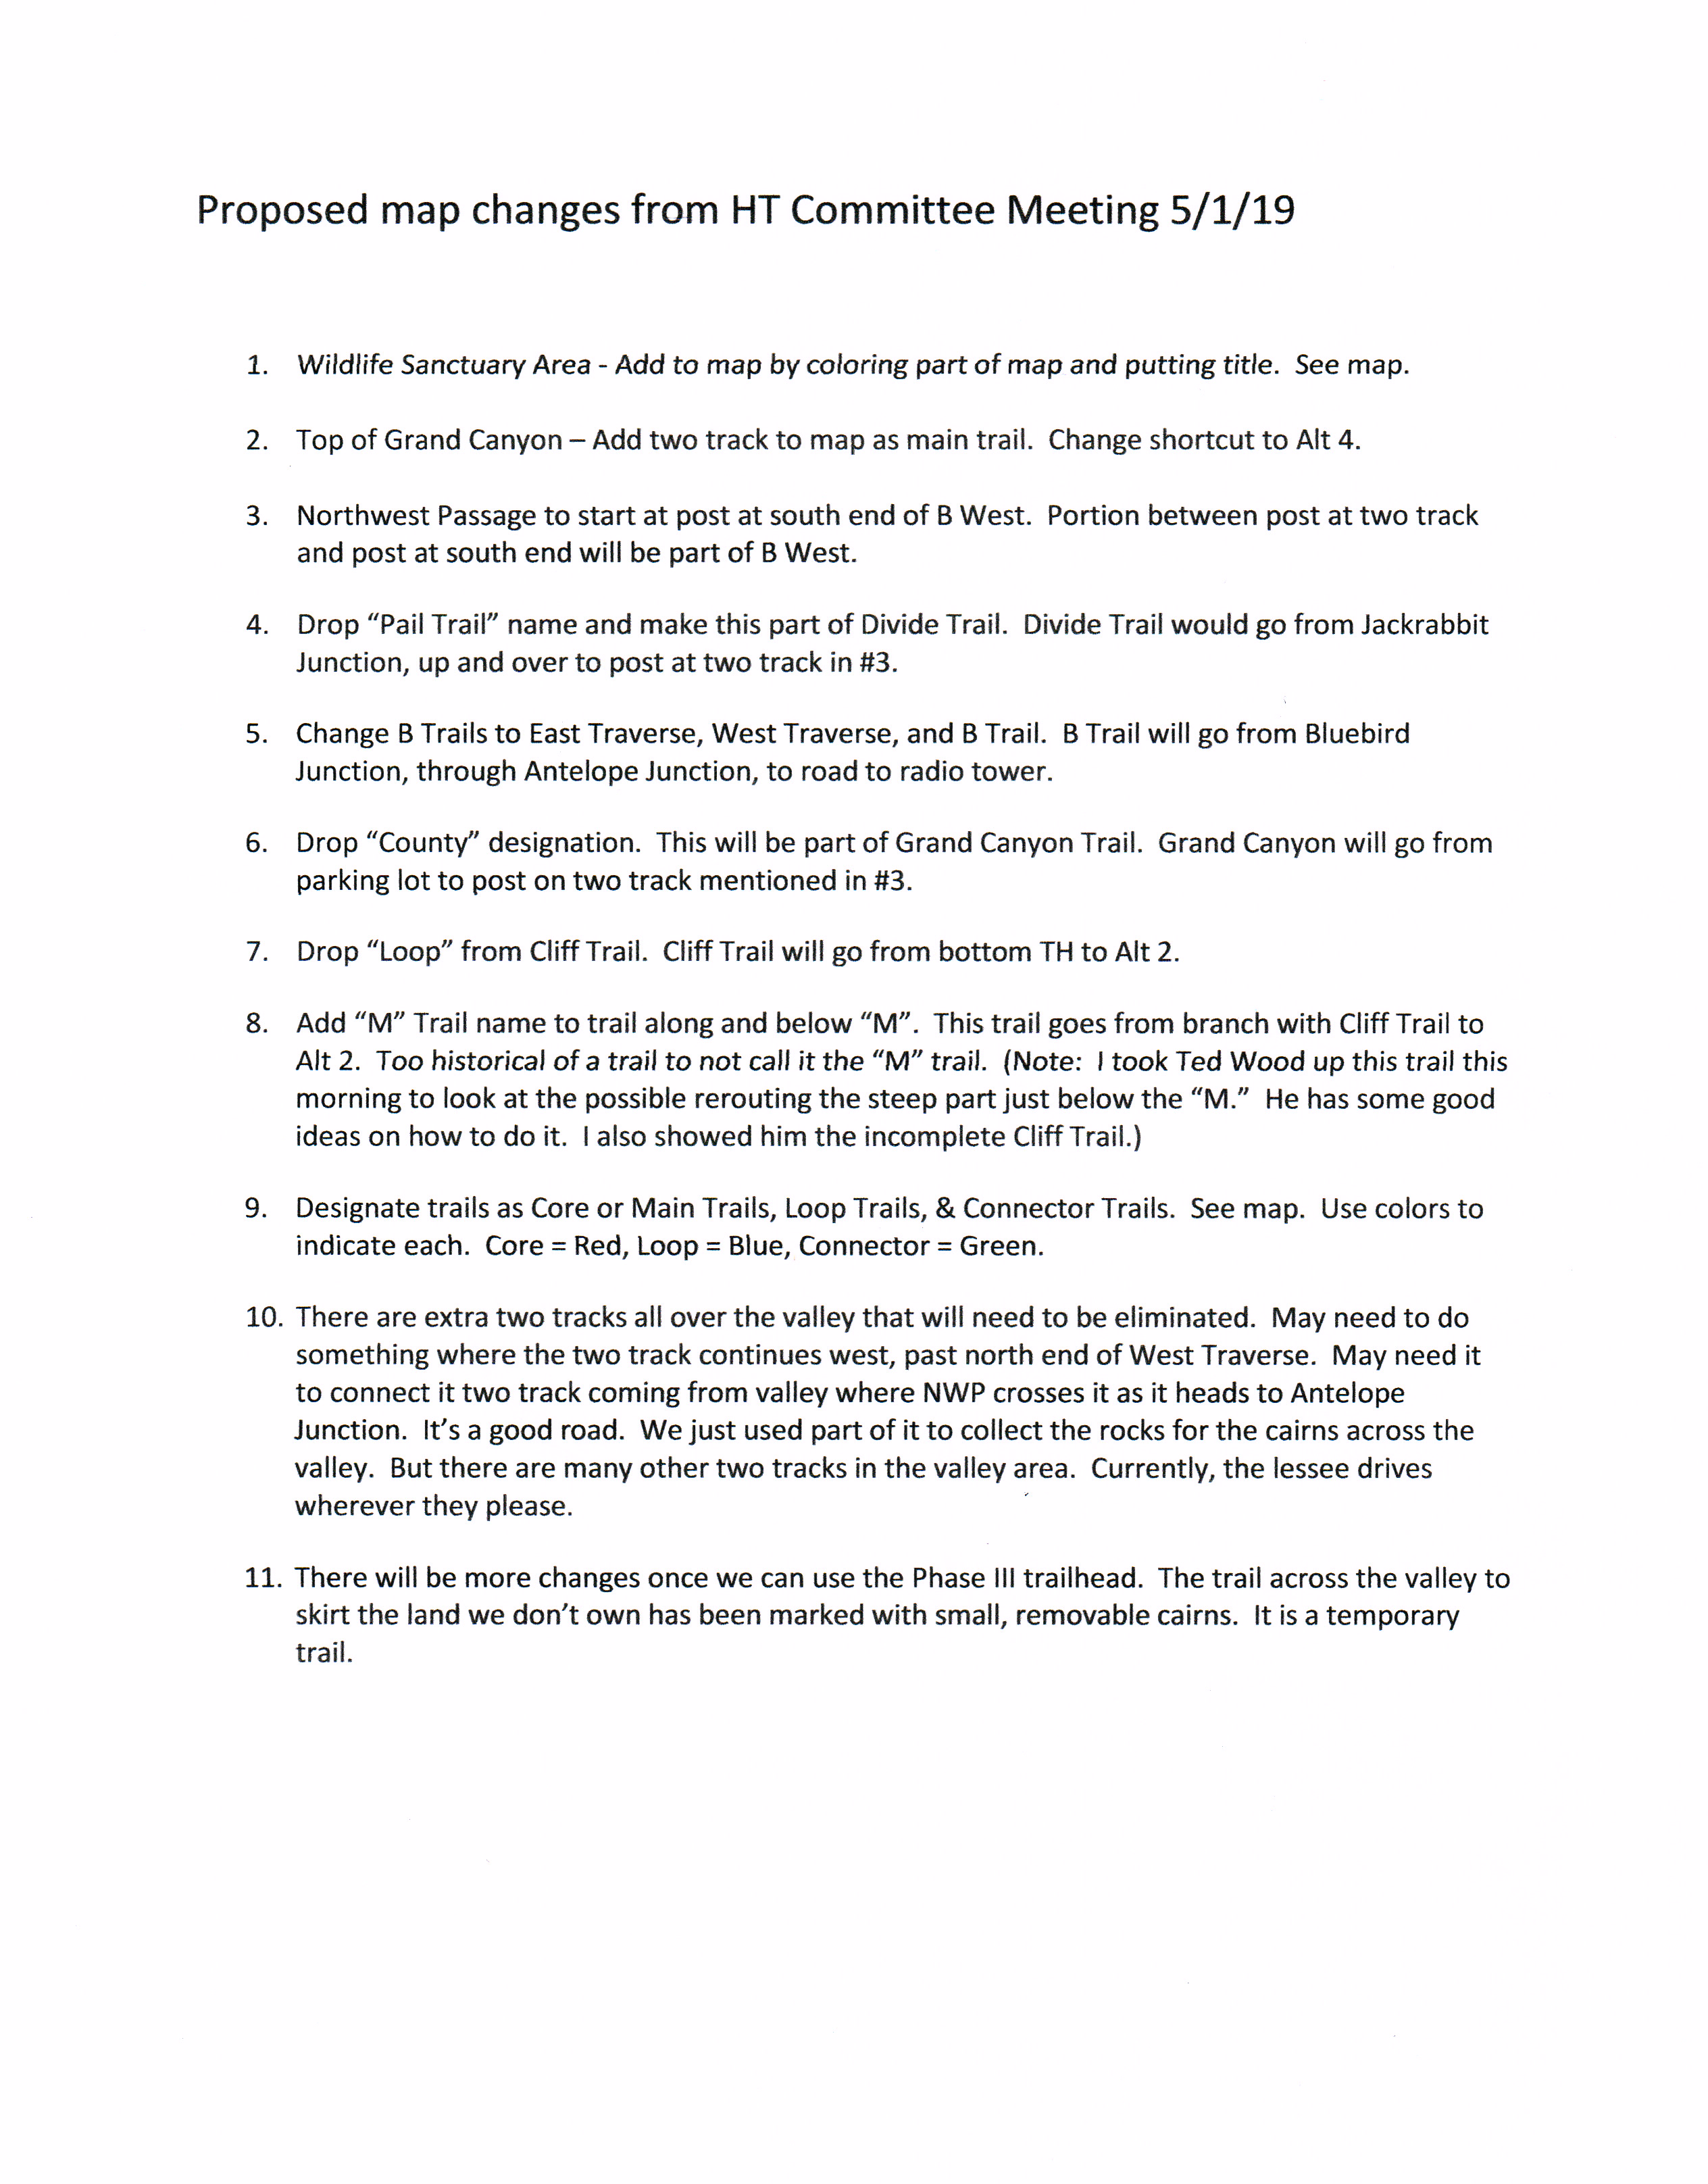 Proposed map changes from HT Committee Meeting 5/1/19
1. Wildlife Sanctuary Area - Add to map by coloring part of map and putting title. See map.
2. Top of Grand Canyon – Add two track to map as main trail. Change shortcut to Alt 4.
3. Northwest Passage to start at post at south end of B West. Portion between post at two track
and post at south end will be part of B West.
4. Drop “Pail Trail” name and make this part of Divide Trail. Divide Trail would go from Jackrabbit
Junction, up and over to post at two track in #3.
5. Change B Trails to East Traverse, West Traverse, and B Trail. B Trail will go from Bluebird
Junction, through Antelope Junction, to road to radio tower.
6. Drop “County” designation. This will be part of Grand Canyon Trail. Grand Canyon will go from
parking lot to post on two track mentioned in #3.
7. Drop “Loop” from Cliff Trail. Cliff Trail will go from bottom TH to Alt 2.
8. Add “M” Trail name to trail along and below “M”. This trail goes from branch with Cliff Trail to
Alt 2. Too historical of a trail to not call it the “M” trail. (Note: I took Ted Wood up this trail this
morning to look at the possible rerouting the steep part just below the “M.” He has some good
ideas on how to do it. I also showed him the incomplete Cliff Trail.)
9. Designate trails as Core or Main Trails, Loop Trails, & Connector Trails. See map. Use colors to
indicate each. Core = Red, Loop = Blue, Connector = Green.
10. There are extra two tracks all over the valley that will need to be eliminated. May need to do
something where the two track continues west, past north end of West Traverse. May need it
to connect it two track coming from valley where NWP crosses it as it heads to Antelope
Junction. It’s a good road. We just used part of it to collect the rocks for the cairns across the
valley. But there are many other two tracks in the valley area. Currently, the lessee drives
wherever they please.
11. There will be more changes once we can use the Phase III trailhead. The trail across the valley to
skirt the land we don’t own has been marked with small, removable cairns. It is a temporary
trail.